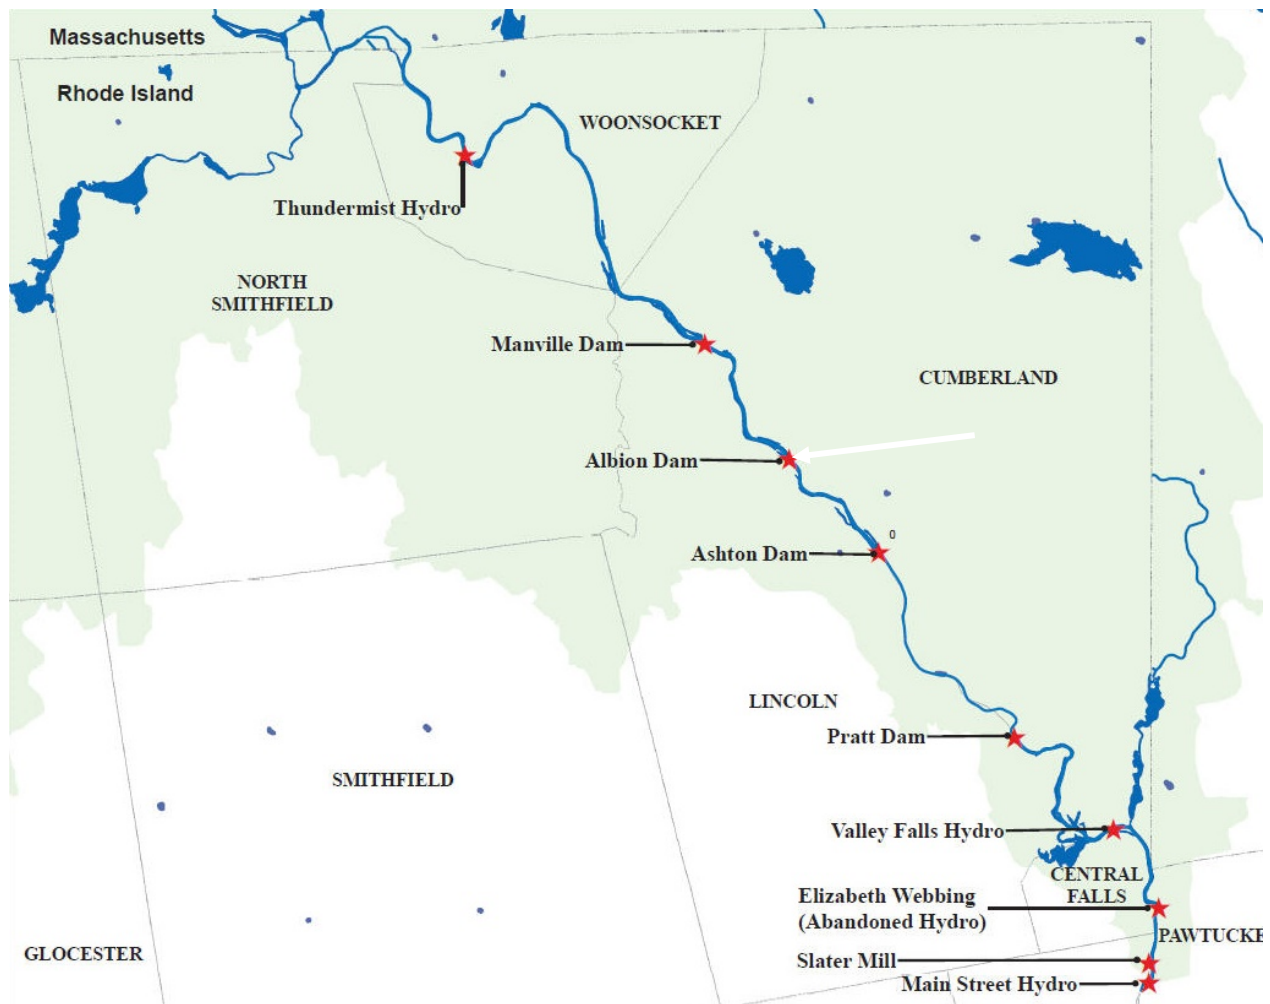 Massachusetts
Rhode Island
WOONSOCKET
Thundermist Hydro
NORTH
SMITHFIELD
Manville Dam
CUMBERLAND
Albion Dam
0
Ashton Dam
LINCOLN
Pratt Dam
SMITHFIELD
Valley Falls Hydro
CENTRAL
FALLS
Elizabeth Webbing
(Abandoned Hydro)
PAWTUCKE
GLOCESTER
Slater Mill
Main Street Hydro